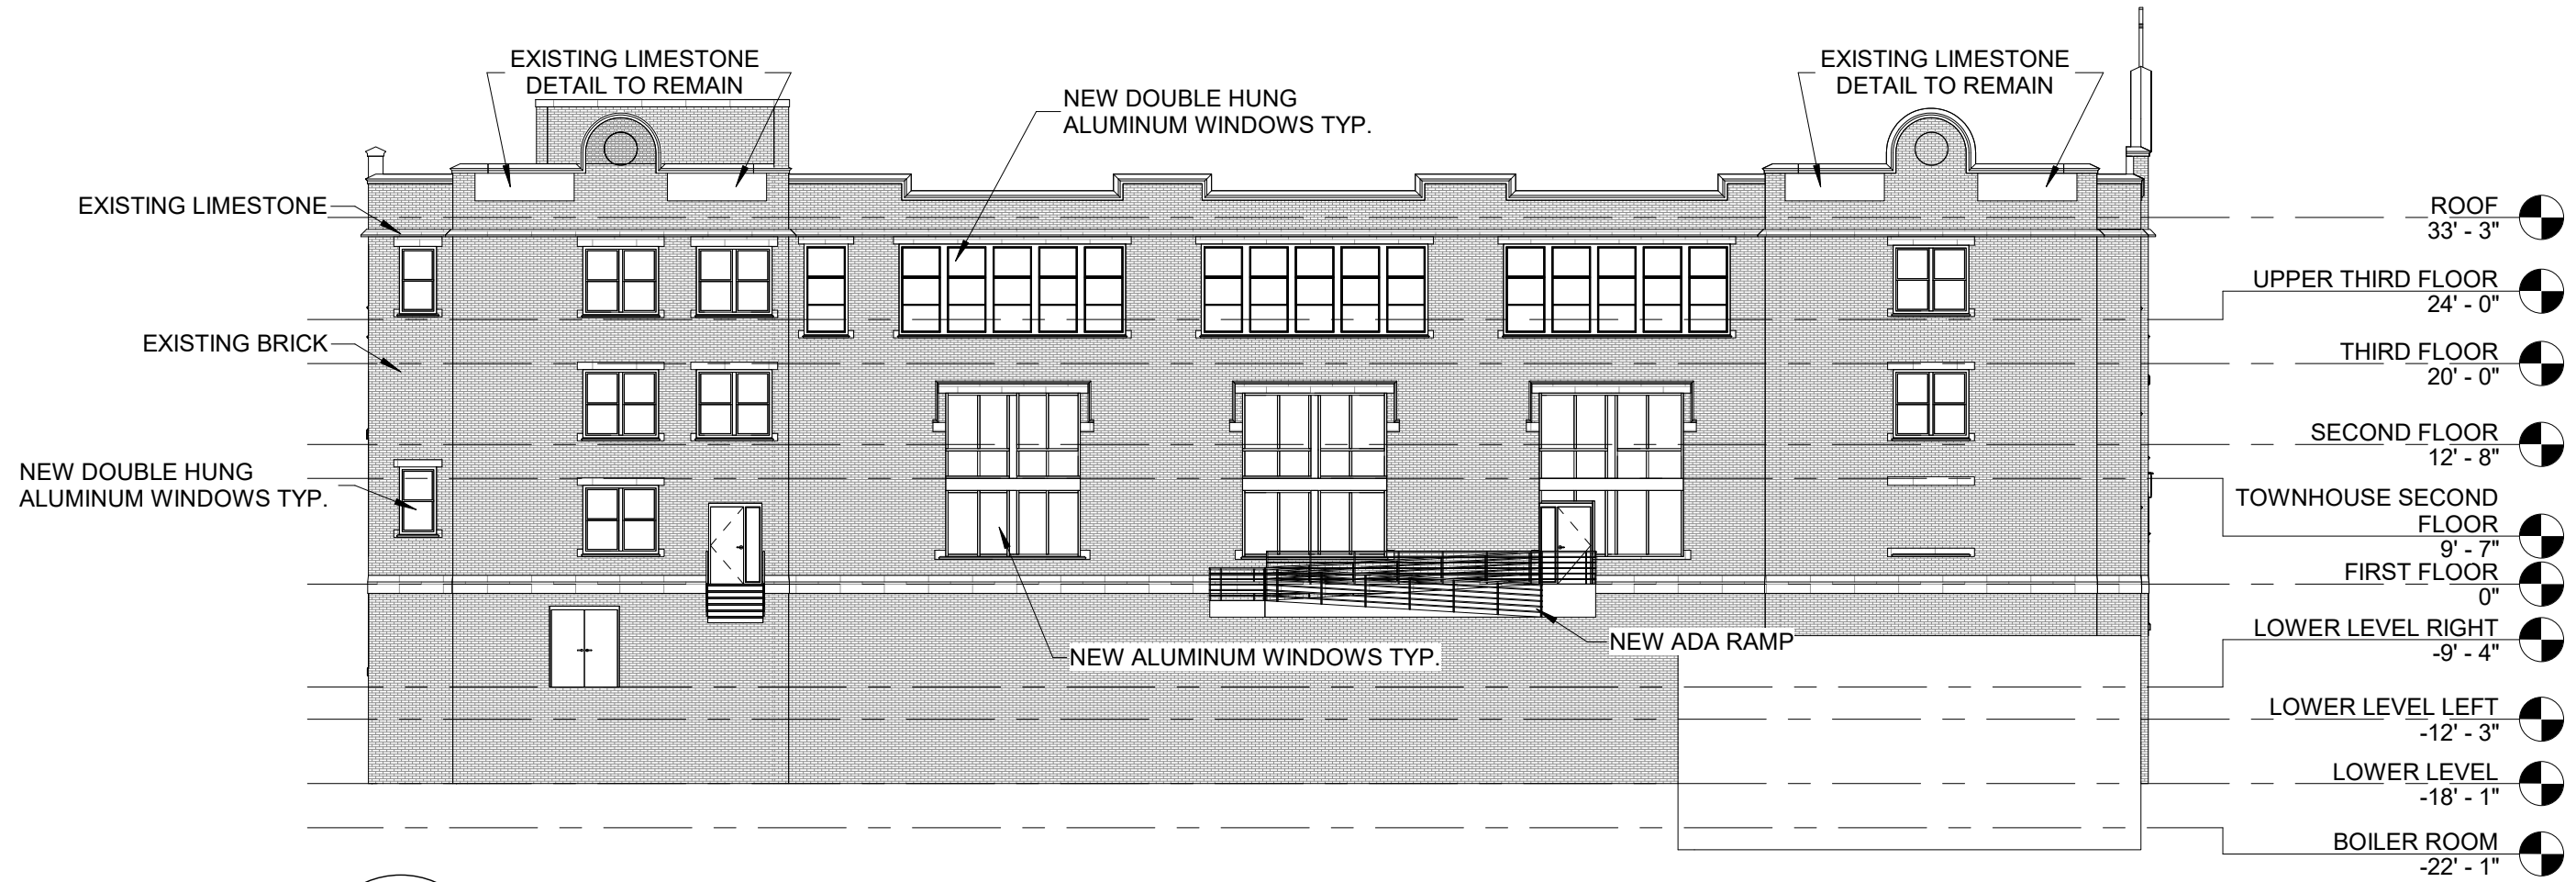 EXISTING LIMESTONE
DETAIL TO REMAIN
NEW DOUBLE HUNG
ALUMINUM WINDOWS TYP.
EXISTING LIMESTONE
DETAIL TO REMAIN
EXISTING LIMESTONE
EXISTING BRICK
NEW DOUBLE HUNG
ALUMINUM WINDOWS TYP.
NEW ALUMINUM WINDOWS TYP.
NEW ADA RAMP
ROOF
33' - 3"
UPPER THIRD FLOOR
24' - 0"
THIRD FLOOR
20' - 0"
SECOND FLOOR
12' - 8"
TOWNHOUSE SECOND
FLOOR
9' - 7"
FIRST FLOOR
0"
LOWER LEVEL RIGHT
-9' - 4"
LOWER LEVEL LEFT
-12' - 3"
LOWER LEVEL
-18' - 1"
BOILER ROOM
-22' - 1"